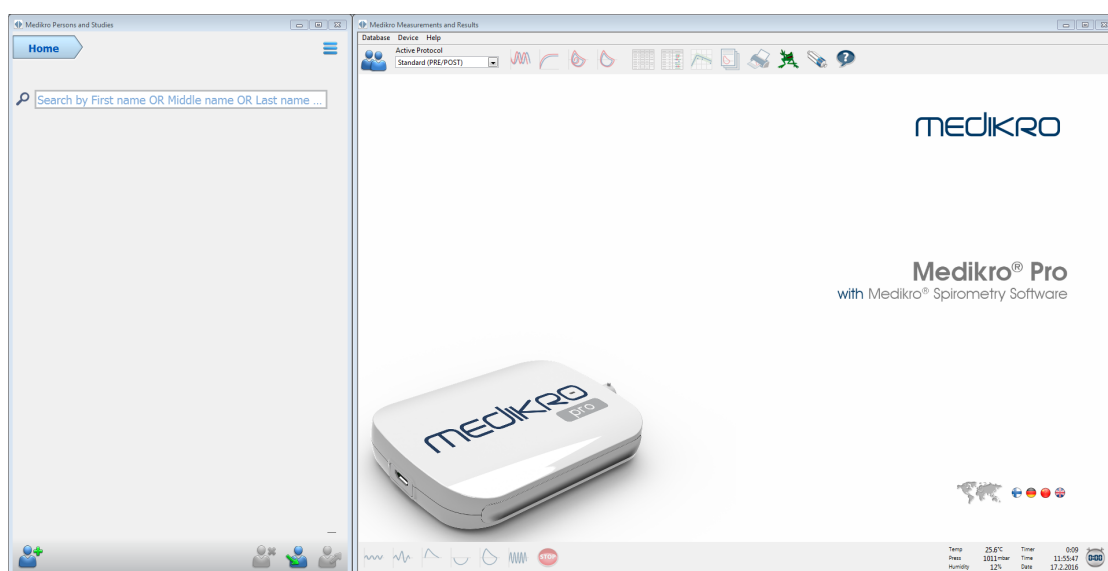 Medikro Persons and Studies
Home
Search by First name OR Middle name OR Last name ...
Medikro Measurements and Results
Database Device Help
Active Protocol
Standard (PRE/POST)
MEDIKRO
Medikro® Pro
with Medikro® Spirometry Software
MEDIKRO
pro
STOP
Temp 25.6°C Timer 0:09
Press 1011 mbar Time 11:55:47
Humidity 12% Date 17.2.2016
0:00